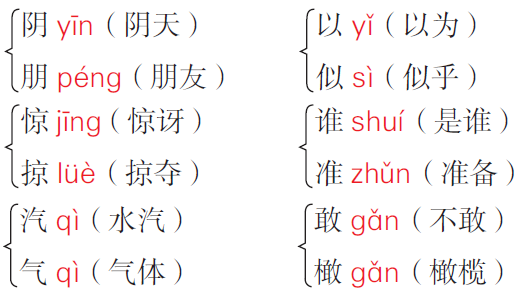 阴 yīn（阴天）
朋 péng（朋友）
以 yǐ（以为）
似 sì（似乎）
惊 jīng（惊讶）
掠 lüè（掠夺）
谁 shuí（是谁）
准 zhǔn（准备）
汽 qì（水汽）
气 qì（气体）
敢 gǎn（不敢）
橄 gǎn（橄榄）